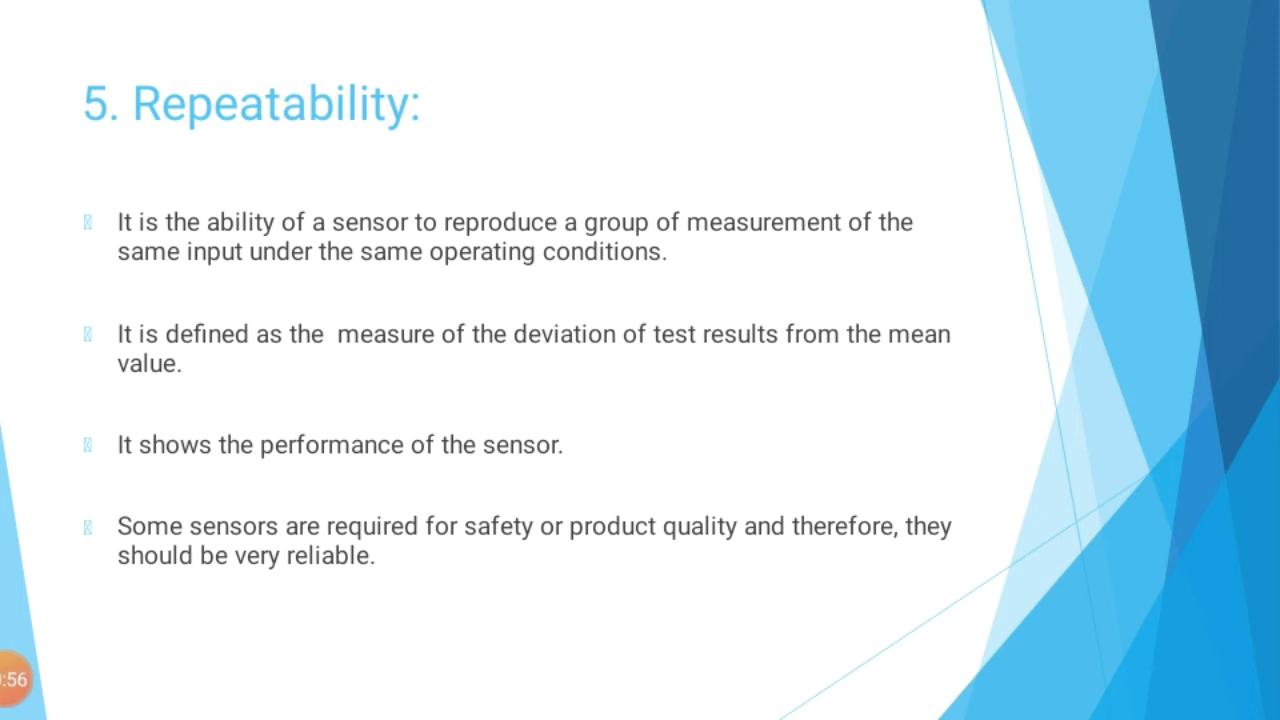 5. Repeatability:
It is the ability of a sensor to reproduce a group of measurement of the
same input under the same operating conditions.
It is defined as the  measure of the deviation of test results from the mean
value.
It shows the performance of the sensor.
Some sensors are required for safety or product quality and therefore, they
should be very reliable.
:56